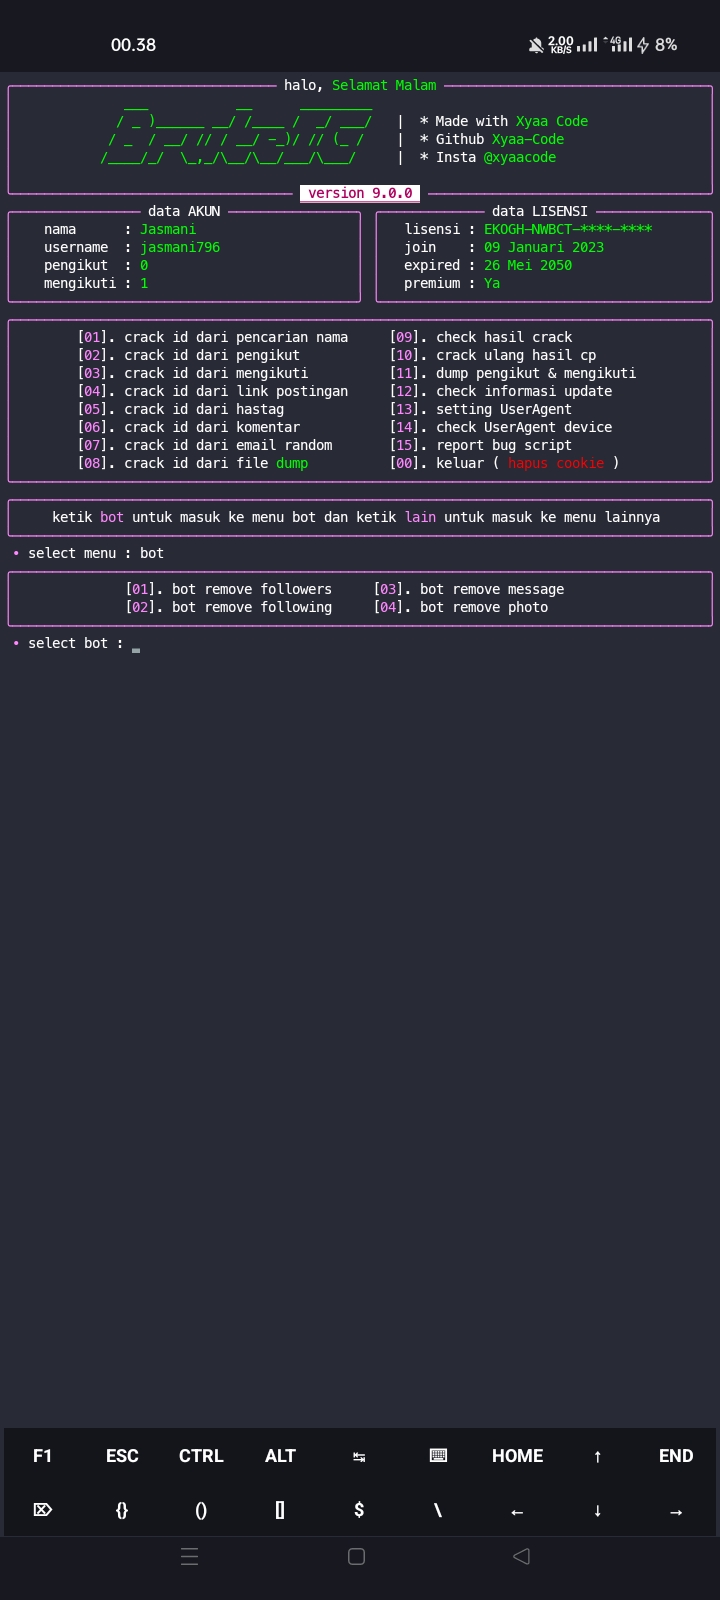 00.38 2.00 KB/S 4G 8%
halo, Selamat Malam
* Made with Xyaa Code
* Github Xyaa-Code
* Insta @xyaacode
version 9.0.0
data AKUN
nama : Jasmani
username : jasmani796
pengikut : 0
mengikuti : 1
data LISENSI
lisensi : EKOGH-NWBCT-****-****
join : 09 Januari 2023
expired : 26 Mei 2050
premium : Ya
[01]. crack id dari pencarian nama
[02]. crack id dari pengikut
[03]. crack id dari mengikuti
[04]. crack id dari link postingan
[05]. crack id dari hastag
[06]. crack id dari komentar
[07]. crack id dari email random
[08]. crack id dari file dump
[09]. check hasil crack
[10]. crack ulang hasil cp
[11]. dump pengikut & mengikuti
[12]. check informasi update
[13]. setting UserAgent
[14]. check UserAgent device
[15]. report bug script
[00]. keluar ( hapus cookie )
ketik bot untuk masuk ke menu bot dan ketik lain untuk masuk ke menu lainnya
• select menu : bot
[01]. bot remove followers
[02]. bot remove following
[03]. bot remove message
[04]. bot remove photo
• select bot :
F1 ESC CTRL ALT ↹ ⌨ HOME ↑ END
⌦ {} () [] $ \ ← ↓ →